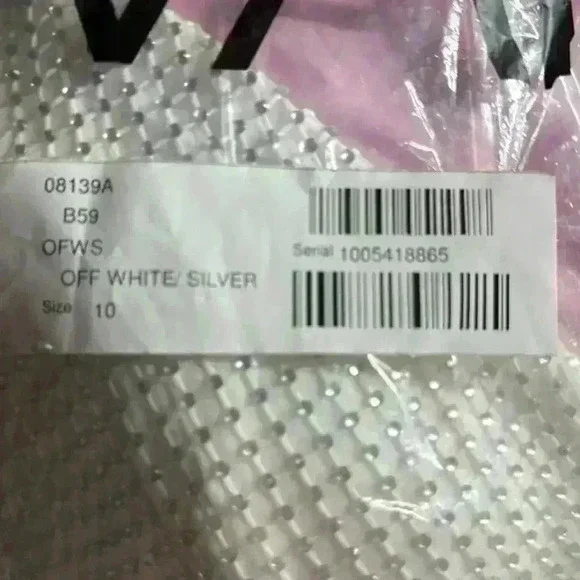 08139A
B59
OFWS
OFF WHITE/ SILVER
Size 10
Serial 1005418865